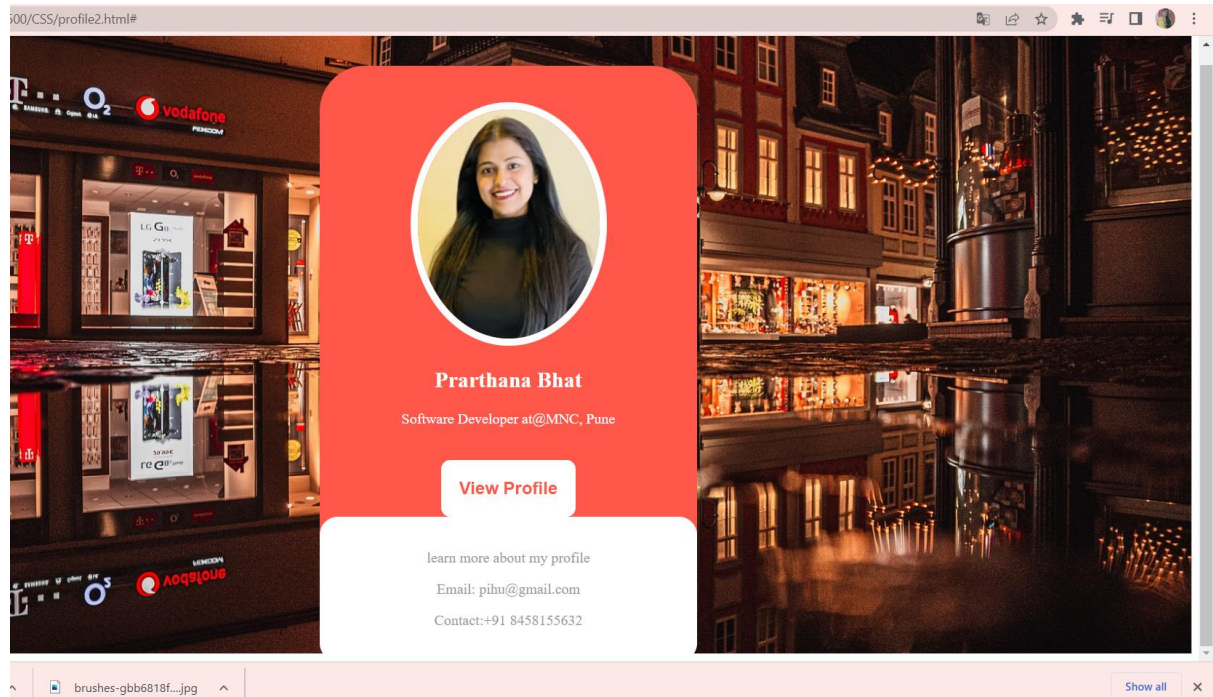 500/CSS/profile2.html#
O2
vodafone
LG G
Prarthana Bhat
Software Developer at@MNC, Pune
View Profile
learn more about my profile
Email: pihu@gmail.com
Contact:+91 8458155632
brushes-gbb6818f....jpg
Show all